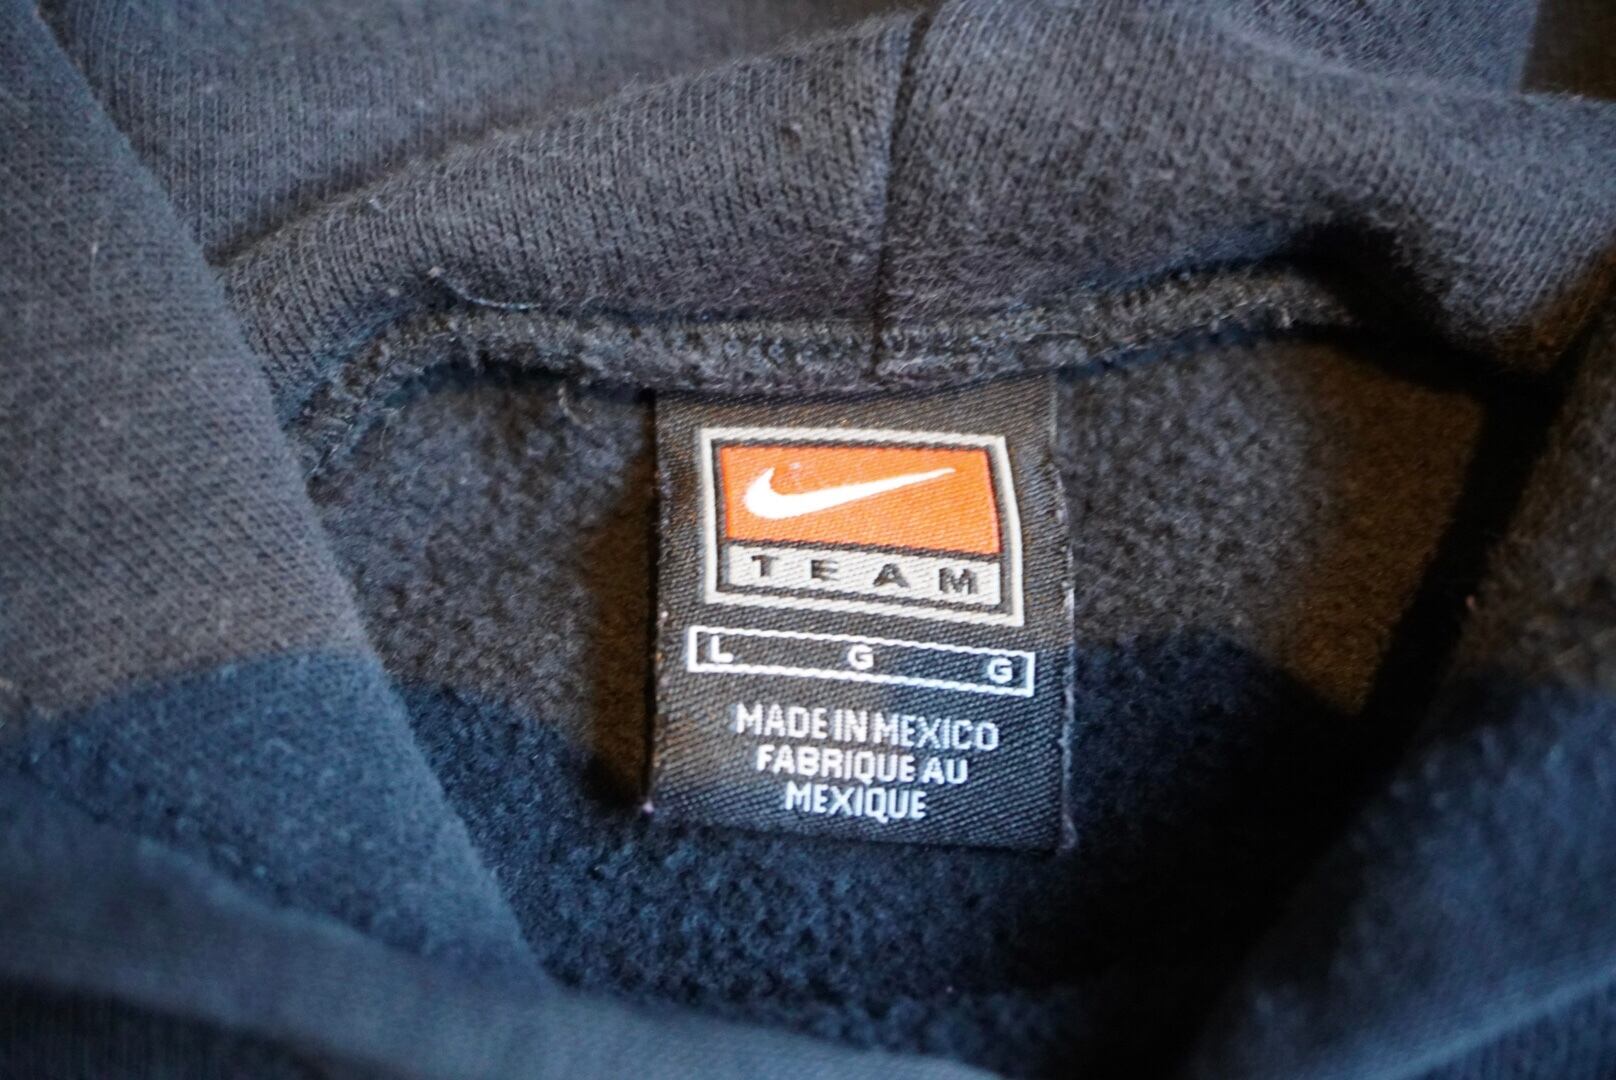 TEAM
L G G
MADE IN MEXICO
FABRIQUE AU
MEXIQUE